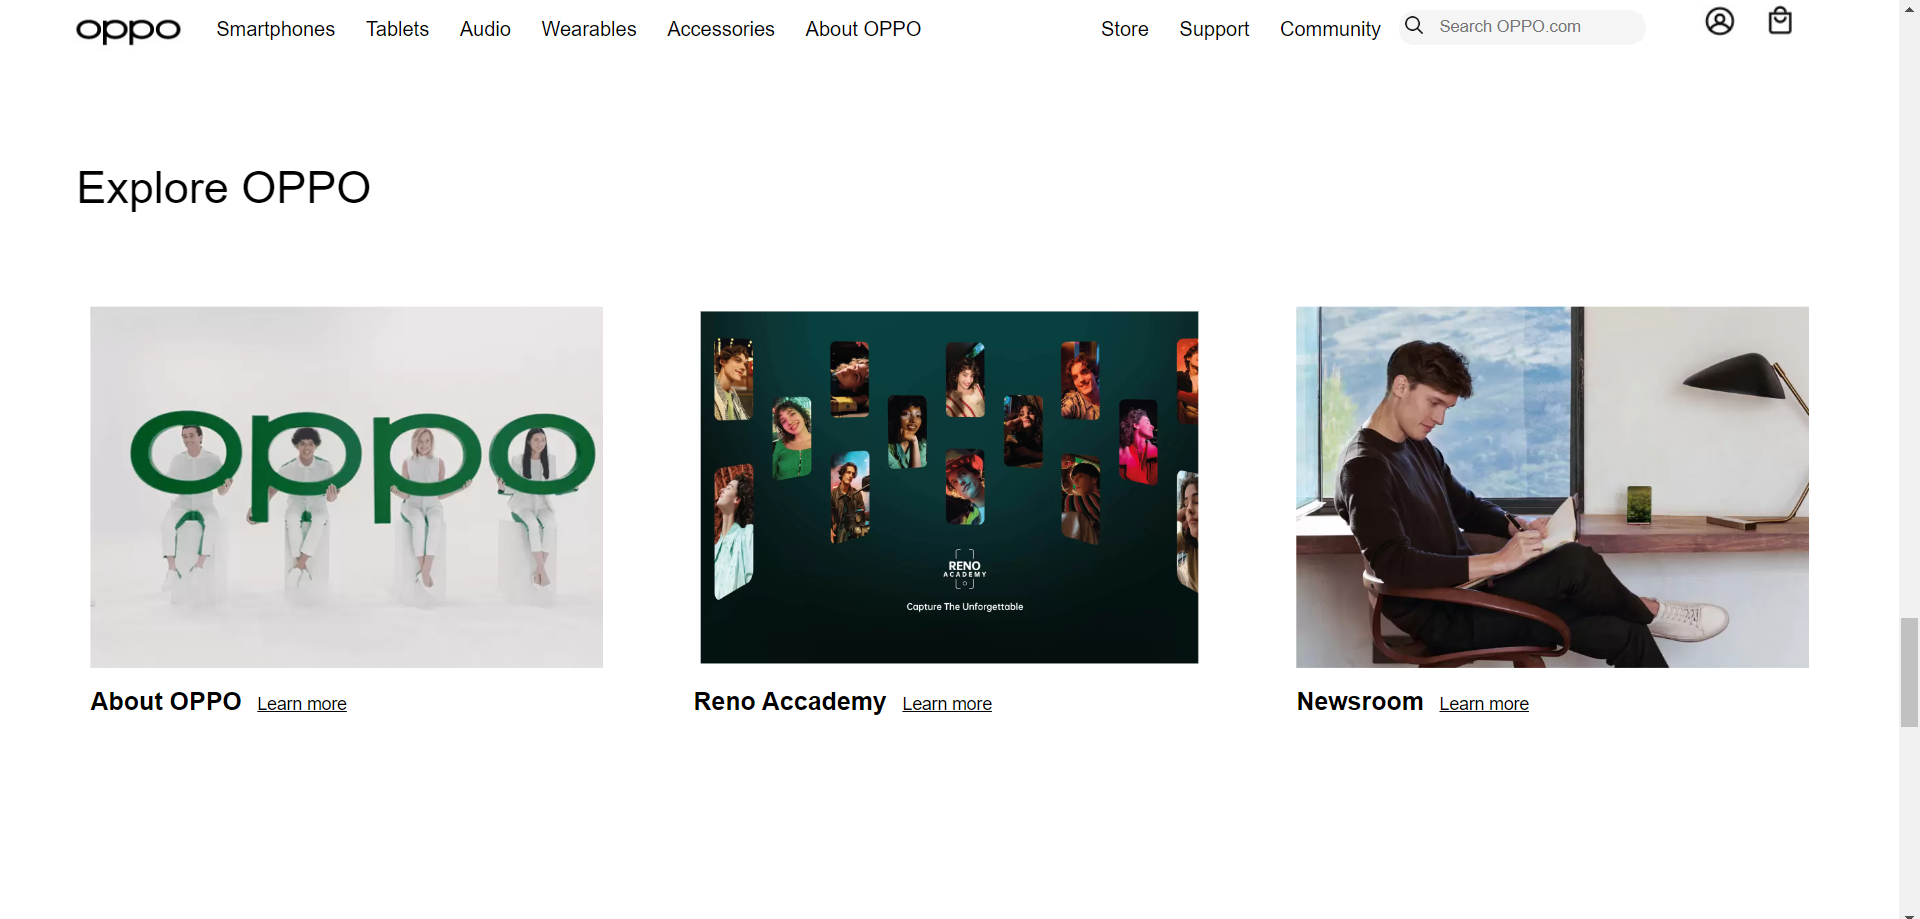 oppo Smartphones Tablets Audio Wearables Accessories About OPPO Store Support Community Search OPPO.com
Explore OPPO
oppo
RENO
ACADEMY
Capture The Unforgettable
About OPPO Learn more
Reno Accademy Learn more
Newsroom Learn more